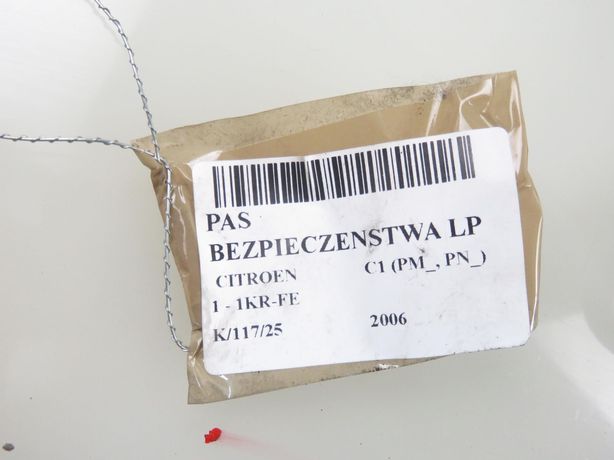 PAS
BEZPIECZENSTWA LP
CITROEN C1 (PM_, PN_)
1 - 1KR-FE
K/117/25 2006